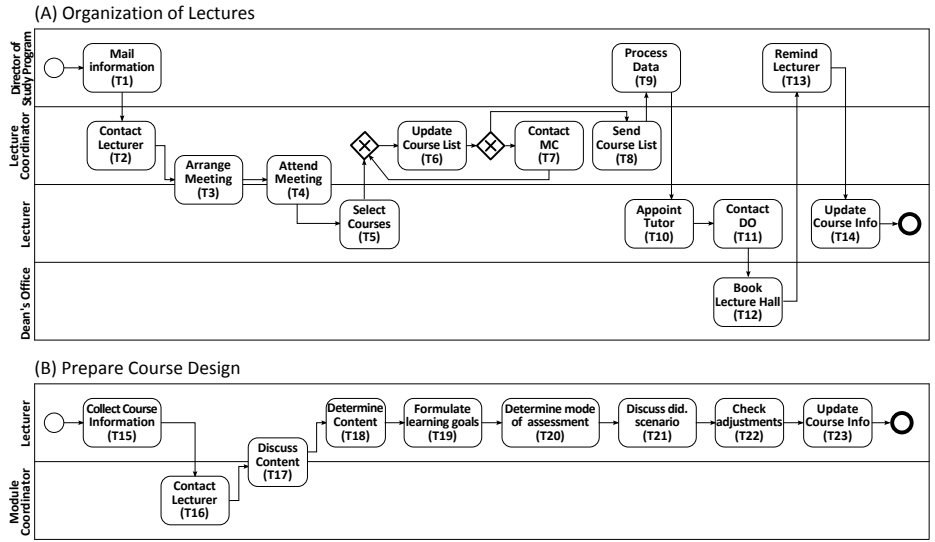 (A) Organization of Lectures
Director of
Study Program
Mail
information
(T1)
Process
Data
(T9)
Remind
Lecturer
(T13)
Lecture
Coordinator
Contact
Lecturer
(T2)
Arrange
Meeting
(T3)
Attend
Meeting
(T4)
Update
Course List
(T6)
Contact
MC
(T7)
Send
Course List
(T8)
Lecturer
Select
Courses
(T5)
Appoint
Tutor
(T10)
Contact
DO
(T11)
Update
Course Info
(T14)
Dean's Office
Book
Lecture Hall
(T12)
(B) Prepare Course Design
Lecturer
Collect Course
Information
(T15)
Discuss
Content
(T17)
Determine
Content
(T18)
Formulate
learning goals
(T19)
Determine mode
of assessment
(T20)
Discuss did.
scenario
(T21)
Check
adjustments
(T22)
Update
Course Info
(T23)
Module
Coordinator
Contact
Lecturer
(T16)